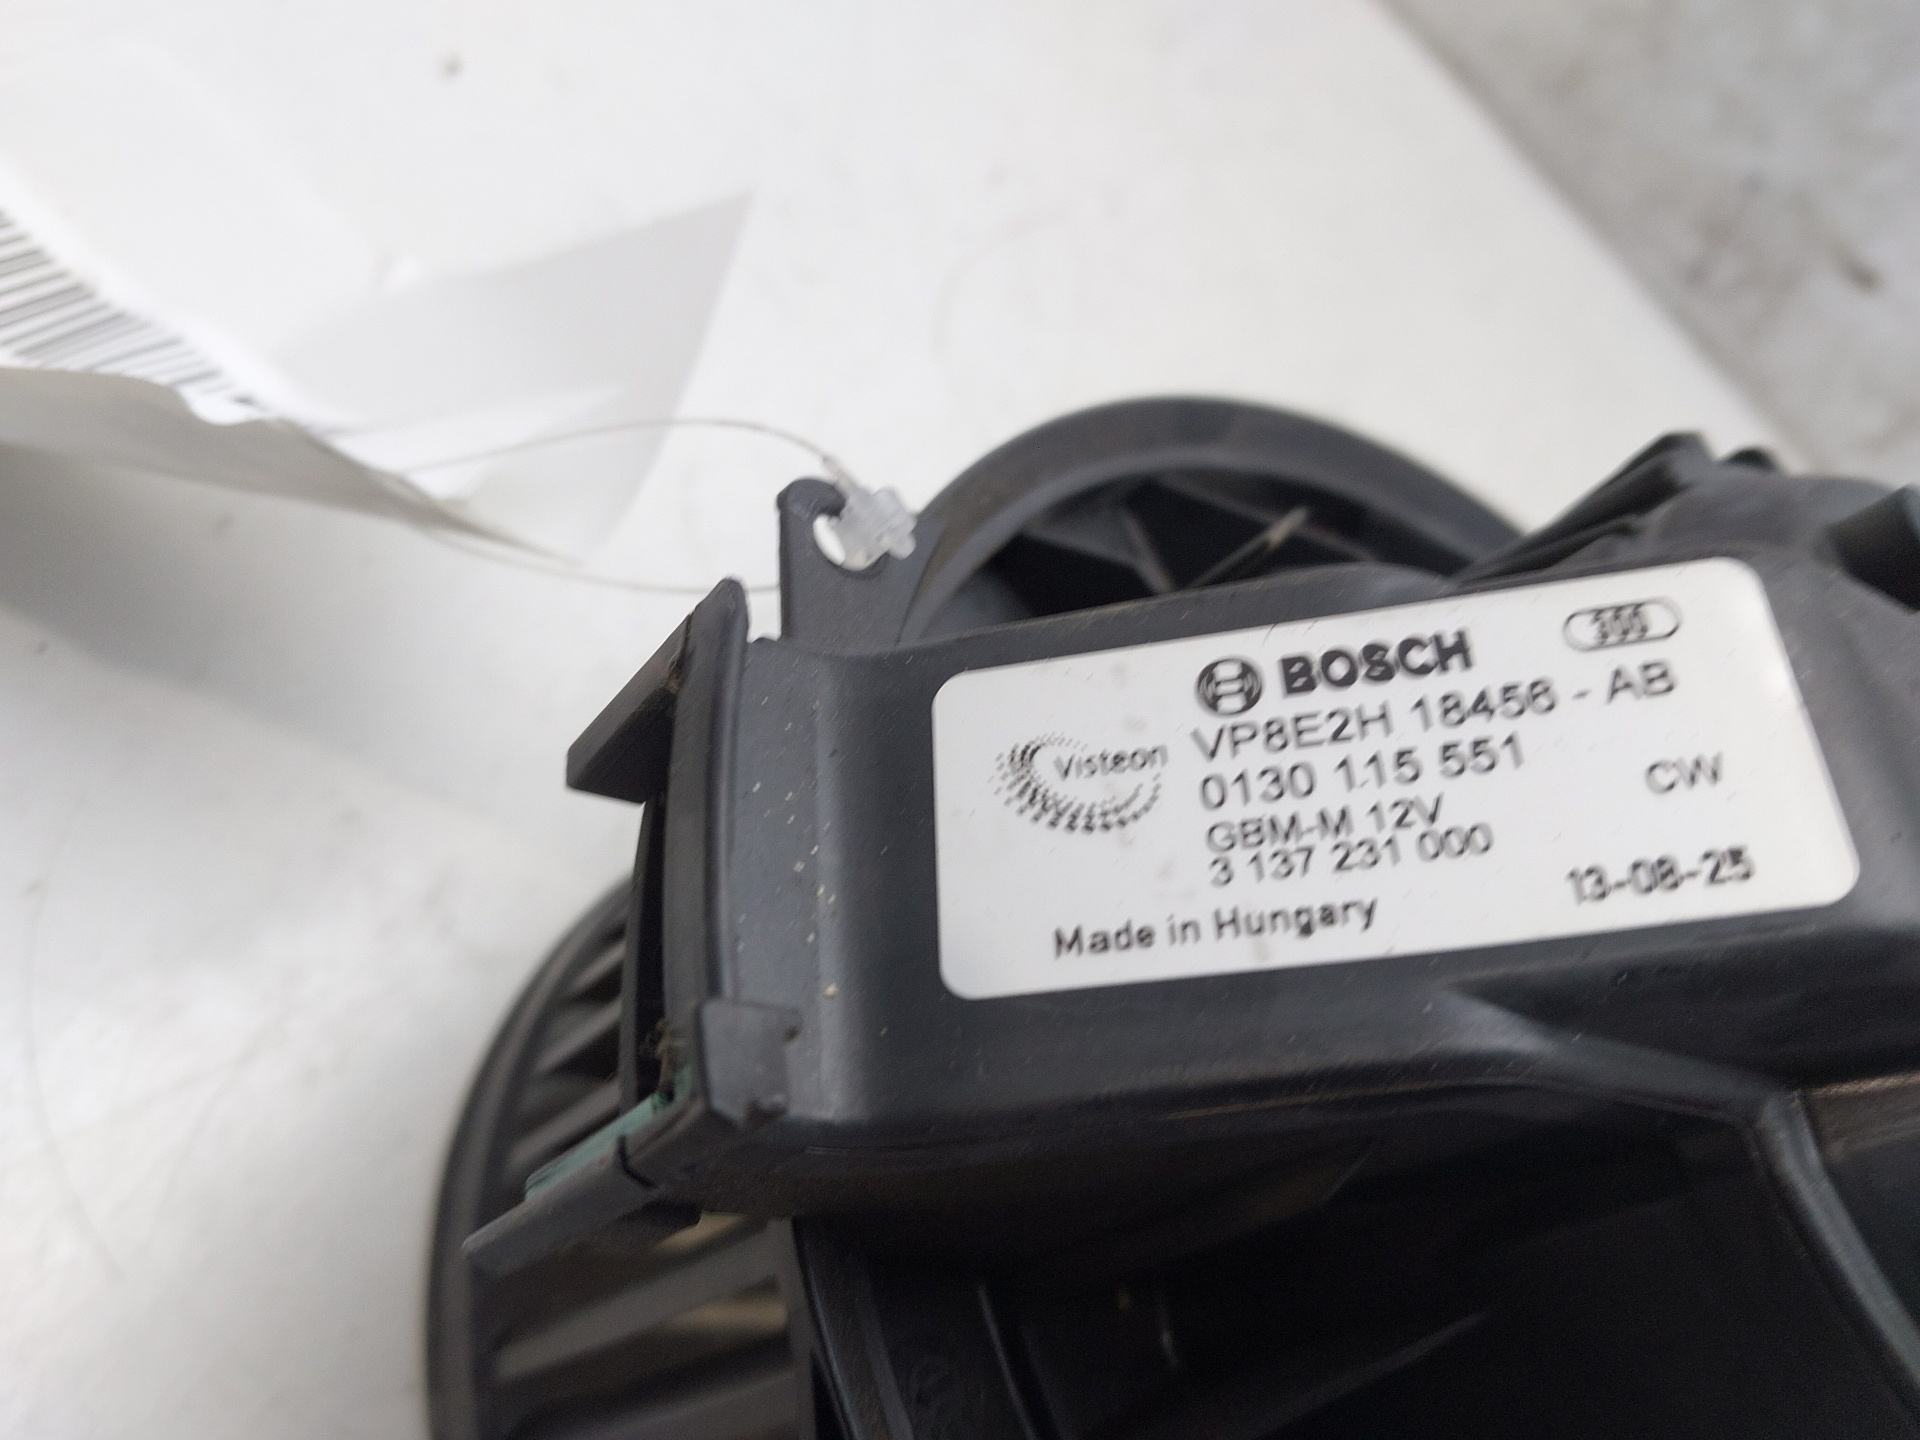 BOSCH
300
Visteon
VP8E2H 18456 - AB
0130 115 551
CW
GBM-M 12V
3 137 231 000
13-08-25
Made in Hungary